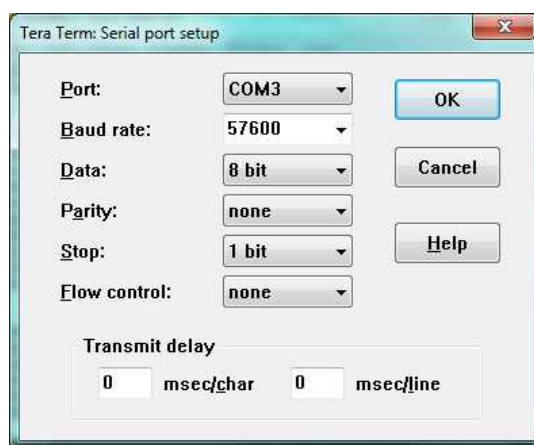 Tera Term: Serial port setup
Port: COM3
OK
Baud rate: 57600
Data: 8 bit
Cancel
Parity: none
Stop: 1 bit
Help
Flow control: none
Transmit delay
0 msec/char 0 msec/line